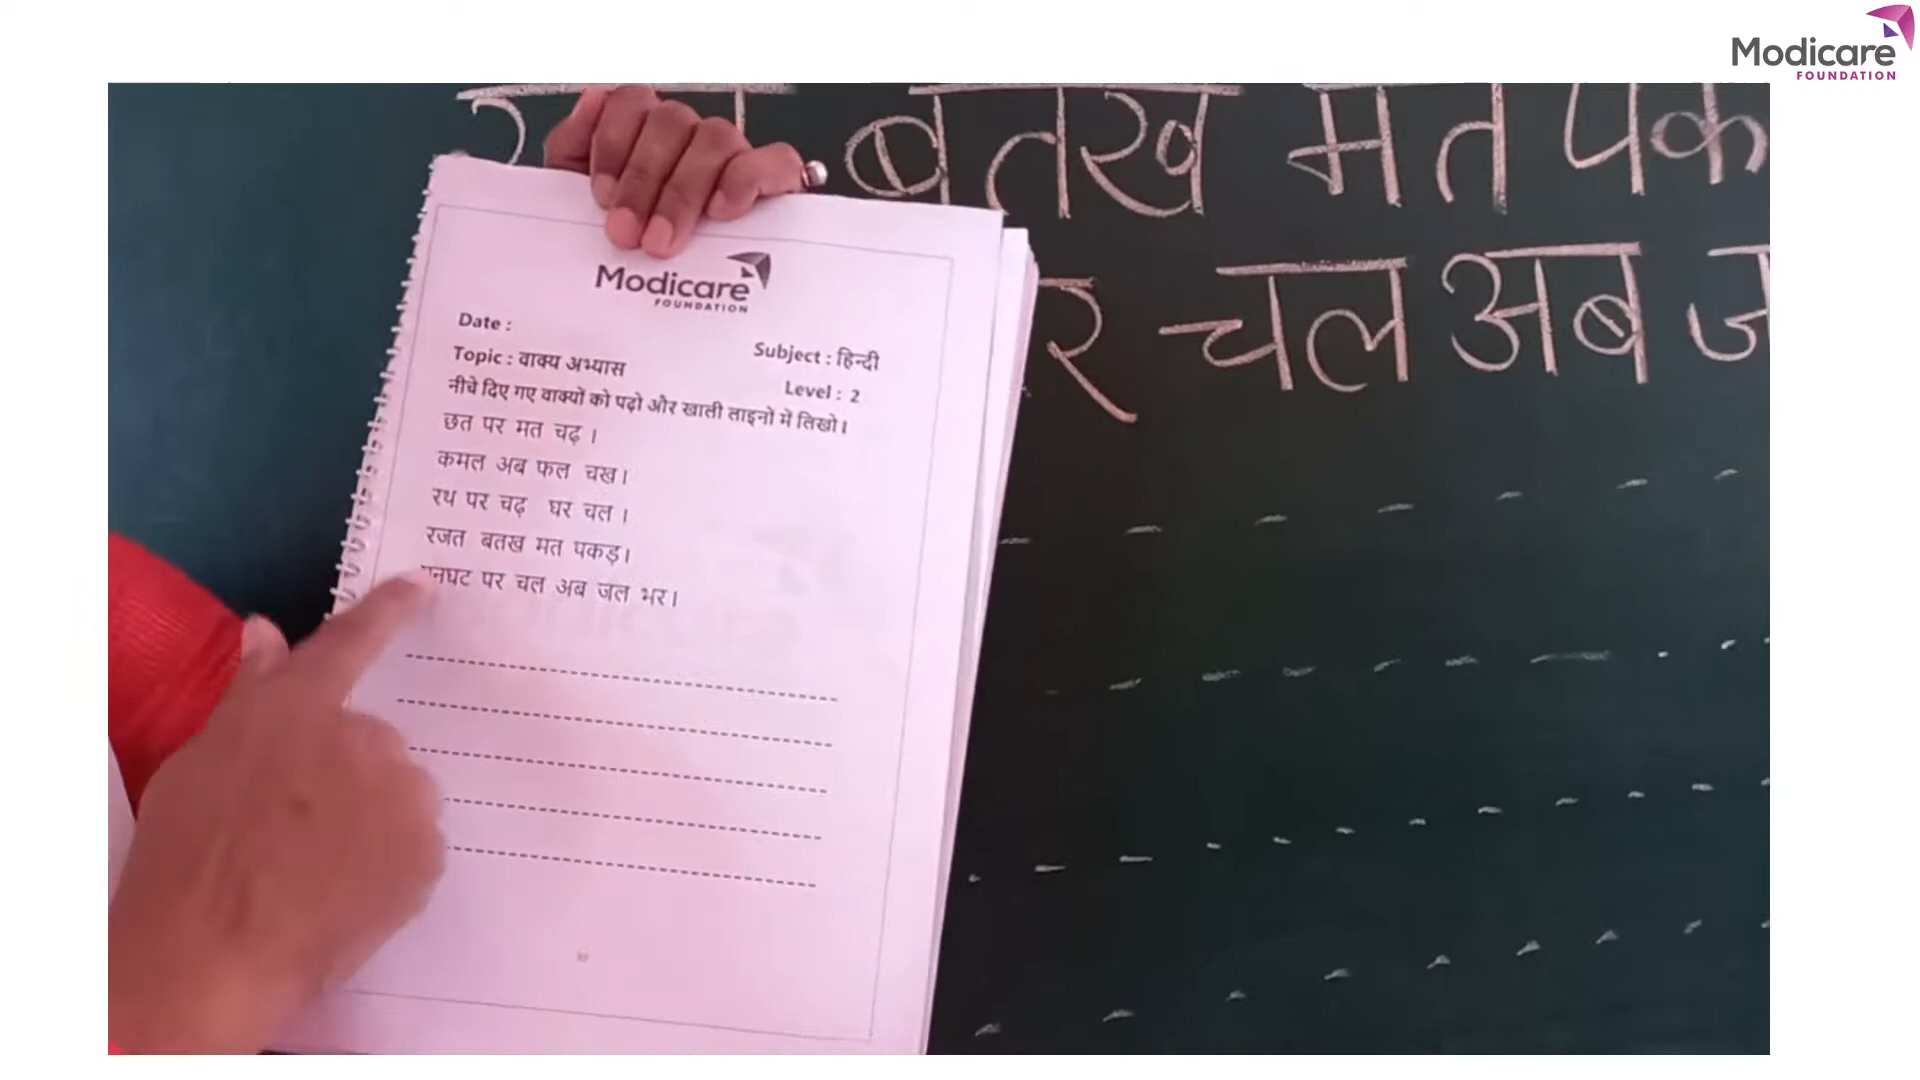 Modicare
FOUNDATION
बतख मत पक
र चल अब ज
Modicare
FOUNDATION
Date :
Subject : हिन्दी
Topic : वाक्य अभ्यास
Level : 2
नीचे दिए गए वाक्यों को पढ़ो और खाली लाइनो में लिखो।
छत पर मत चढ़ ।
कमल अब फल चख।
रथ पर चढ़ घर चल ।
रजत बतख मत पकड़।
पनघट पर चल अब जल भर।